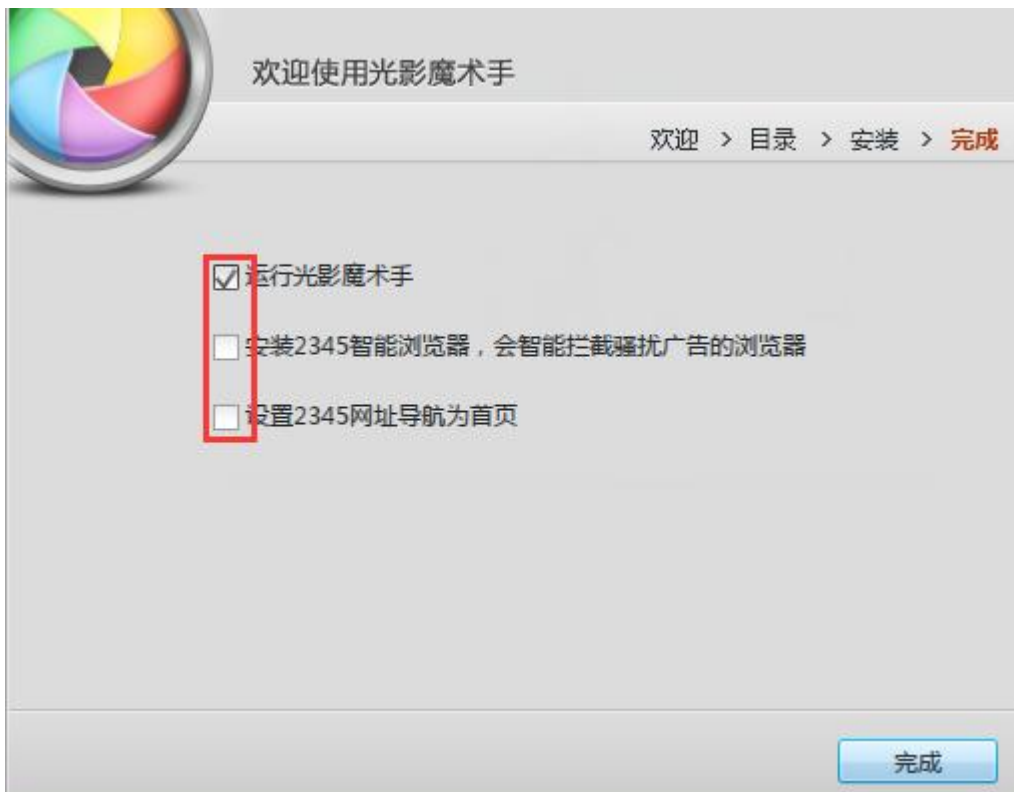 欢迎使用光影魔术手
欢迎 > 目录 > 安装 > 完成
运行光影魔术手
安装2345智能浏览器，会智能拦截骚扰广告的浏览器
设置2345网址导航为首页
完成